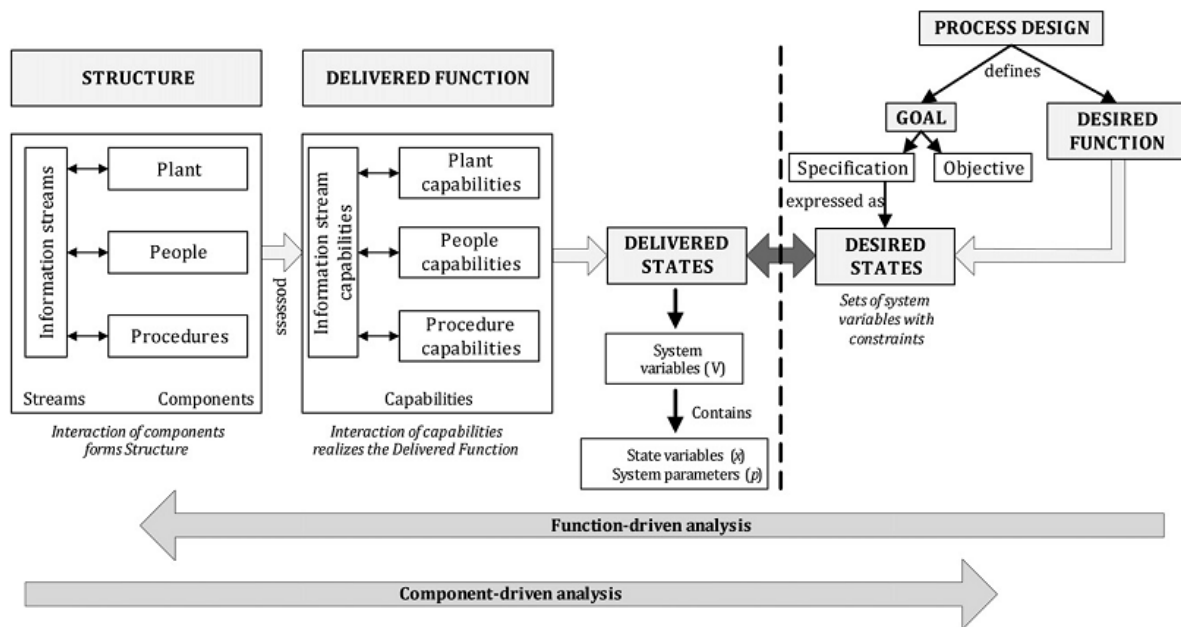 PROCESS DESIGN
defines
GOAL
DESIRED
FUNCTION
Specification
Objective
expressed as
DESIRED
STATES
Sets of system
variables with
constraints
STRUCTURE
Information streams
Plant
People
Procedures
Streams
Components
Interaction of components
forms Structure
possess
DELIVERED FUNCTION
Information stream
capabilities
Plant
capabilities
People
capabilities
Procedure
capabilities
Capabilities
Interaction of capabilities
realizes the Delivered Function
DELIVERED
STATES
System
variables (V)
Contains
State variables (x)
System parameters (p)
Function-driven analysis
Component-driven analysis